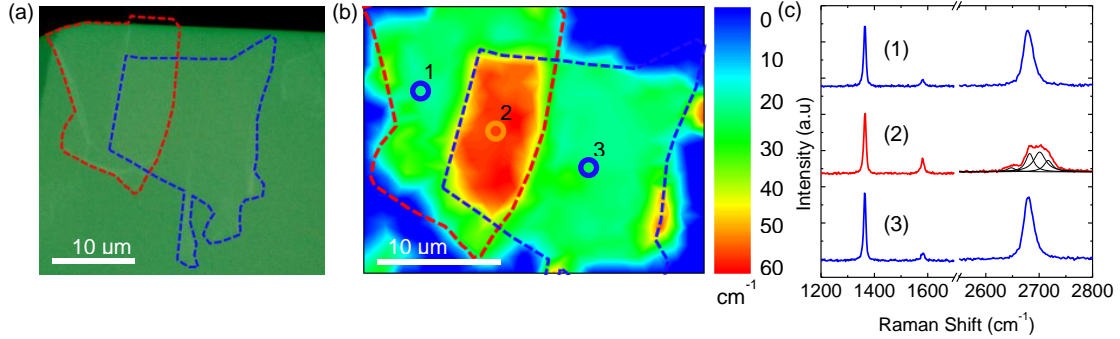 (a)
10 um
(b)
1
2
3
10 um
0
10
20
30
40
50
60
cm⁻¹
(c)
(1)
(2)
(3)
Intensity (a.u)
1200 1400 1600 2600 2700 2800
Raman Shift (cm⁻¹)